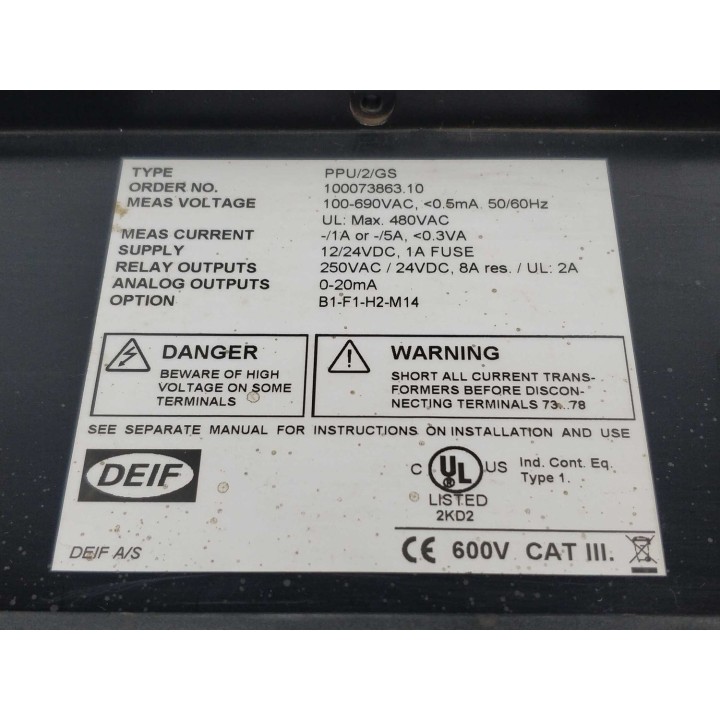 TYPE PPU/2/GS
ORDER NO. 100073863.10
MEAS VOLTAGE 100-690VAC, <0.5mA. 50/60Hz
UL: Max. 480VAC
MEAS CURRENT -/1A or -/5A, <0.3VA
SUPPLY 12/24VDC, 1A FUSE
RELAY OUTPUTS 250VAC / 24VDC, 8A res. / UL: 2A
ANALOG OUTPUTS 0-20mA
OPTION B1-F1-H2-M14
DANGER
BEWARE OF HIGH
VOLTAGE ON SOME
TERMINALS
WARNING
SHORT ALL CURRENT TRANS-
FORMERS BEFORE DISCON-
NECTING TERMINALS 73...78
SEE SEPARATE MANUAL FOR INSTRUCTIONS ON INSTALLATION AND USE
DEIF
C UL US Ind. Cont. Eq.
Type 1.
LISTED
2KD2
DEIF A/S
CE 600V CAT III.